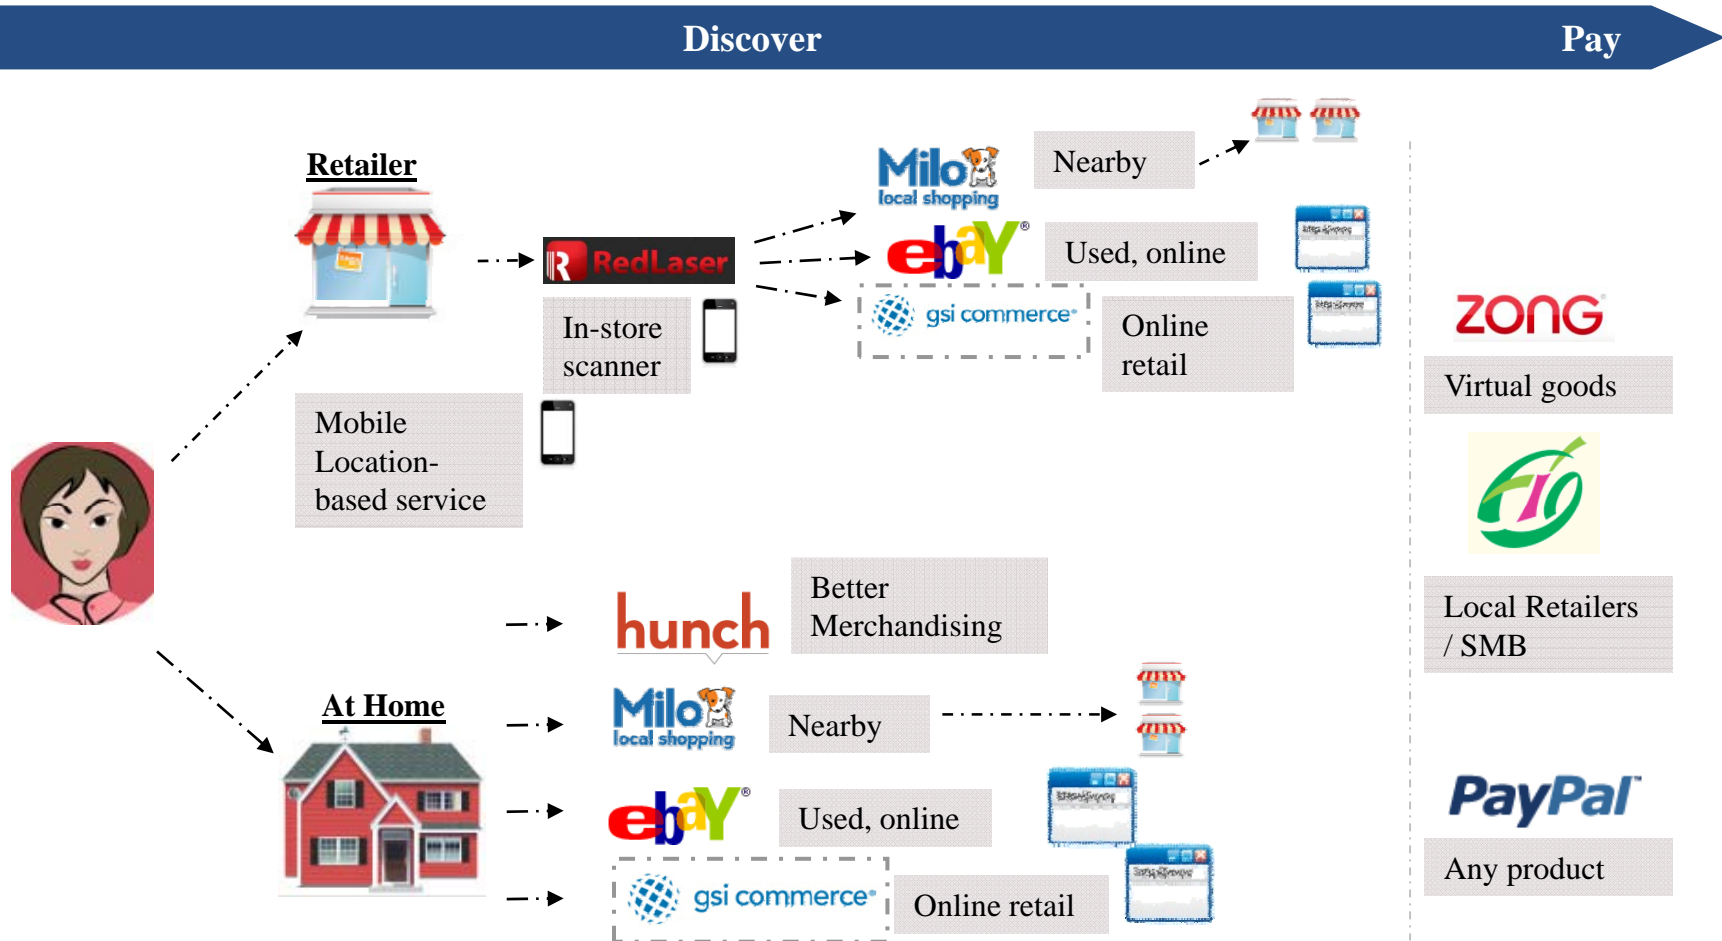 Discover
Pay
Retailer
RedLaser
In-store
scanner
Mobile
Location-
based service
Milo
local shopping
Nearby
ebay®
Used, online
gsi commerce®
Online
retail
At Home
hunch
Better
Merchandising
Milo
local shopping
Nearby
ebay®
Used, online
gsi commerce®
Online retail
ZONG
Virtual goods
Fig
Local Retailers
/ SMB
PayPal™
Any product